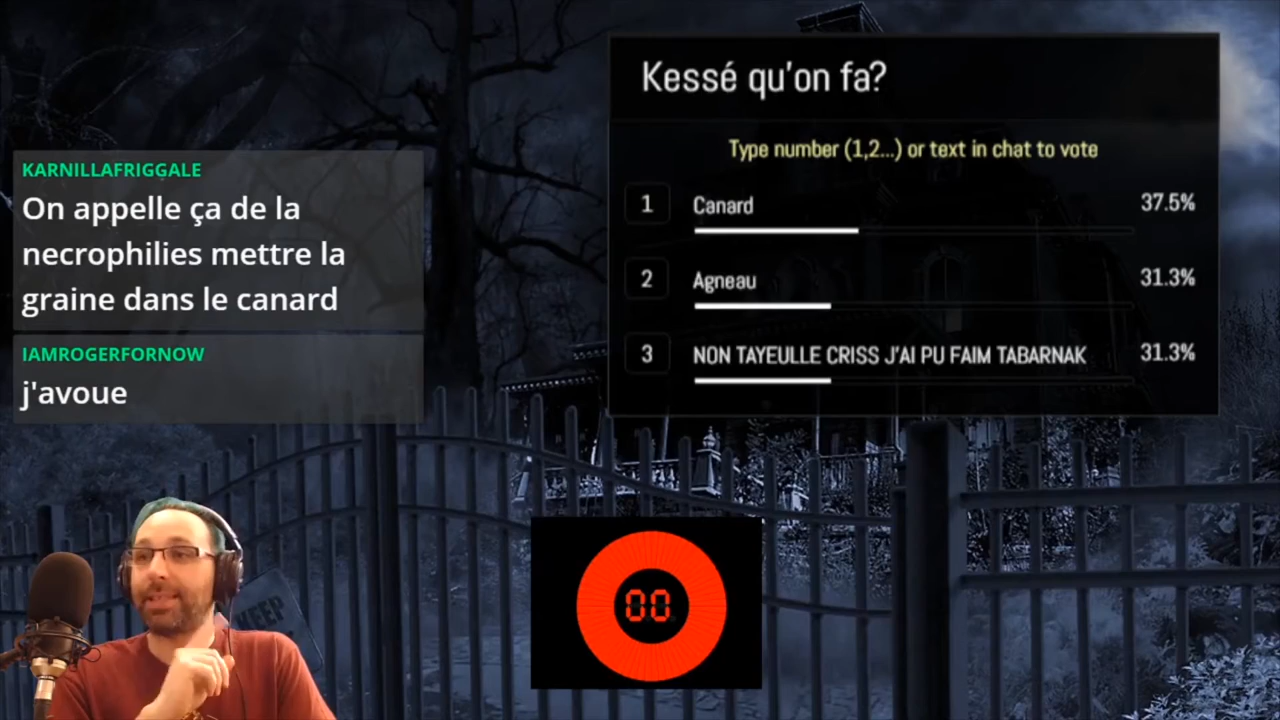 KARNILLAFRIGGALE
On appelle ça de la
necrophilies mettre la
graine dans le canard
IAMROGERFORNOW
j'avoue
Kessé qu'on fa?
Type number (1,2...) or text in chat to vote
1 Canard 37.5%
2 Agneau 31.3%
3 NON TAYEULLE CRISS J'AI PU FAIM TABARNAK 31.3%
00
KEEP